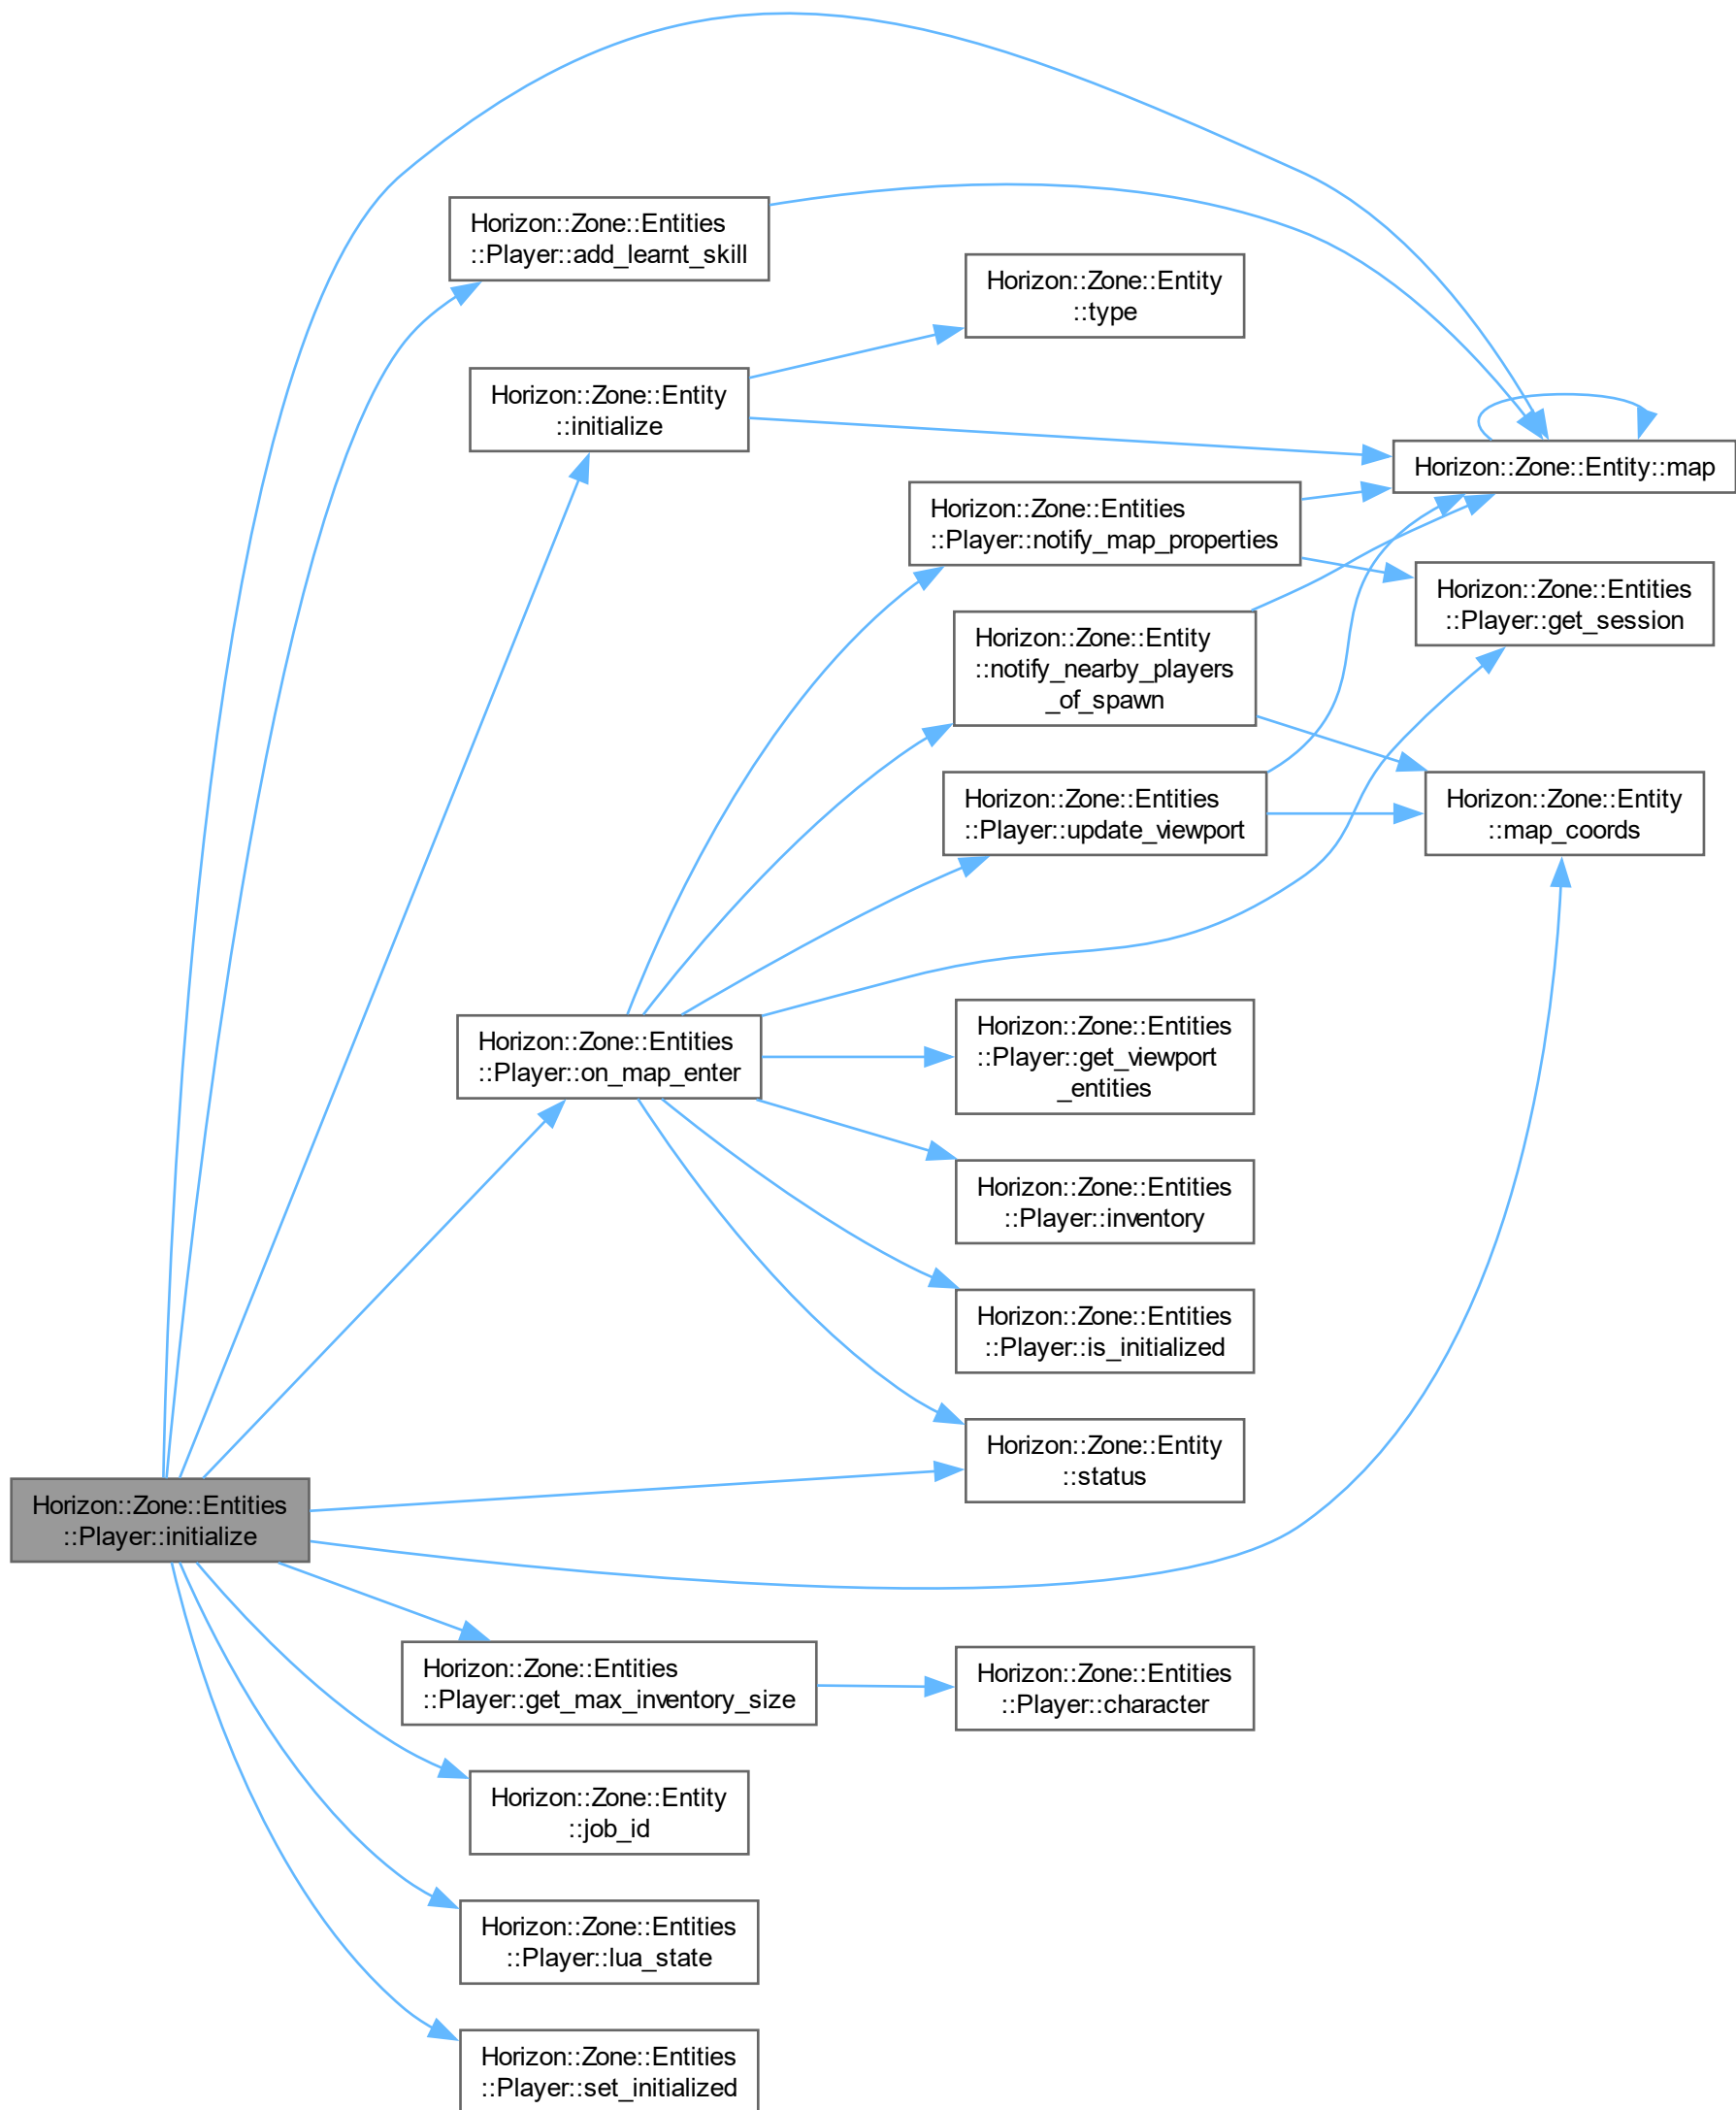 Horizon::Zone::Entities
::Player::add_learnt_skill
Horizon::Zone::Entity
::type
Horizon::Zone::Entity
::initialize
Horizon::Zone::Entity::map
Horizon::Zone::Entities
::Player::notify_map_properties
Horizon::Zone::Entities
::Player::get_session
Horizon::Zone::Entity
::notify_nearby_players
_of_spawn
Horizon::Zone::Entities
::Player::update_viewport
Horizon::Zone::Entity
::map_coords
Horizon::Zone::Entities
::Player::on_map_enter
Horizon::Zone::Entities
::Player::get_viewport
_entities
Horizon::Zone::Entities
::Player::inventory
Horizon::Zone::Entities
::Player::is_initialized
Horizon::Zone::Entity
::status
Horizon::Zone::Entities
::Player::initialize
Horizon::Zone::Entities
::Player::get_max_inventory_size
Horizon::Zone::Entities
::Player::character
Horizon::Zone::Entity
::job_id
Horizon::Zone::Entities
::Player::lua_state
Horizon::Zone::Entities
::Player::set_initialized